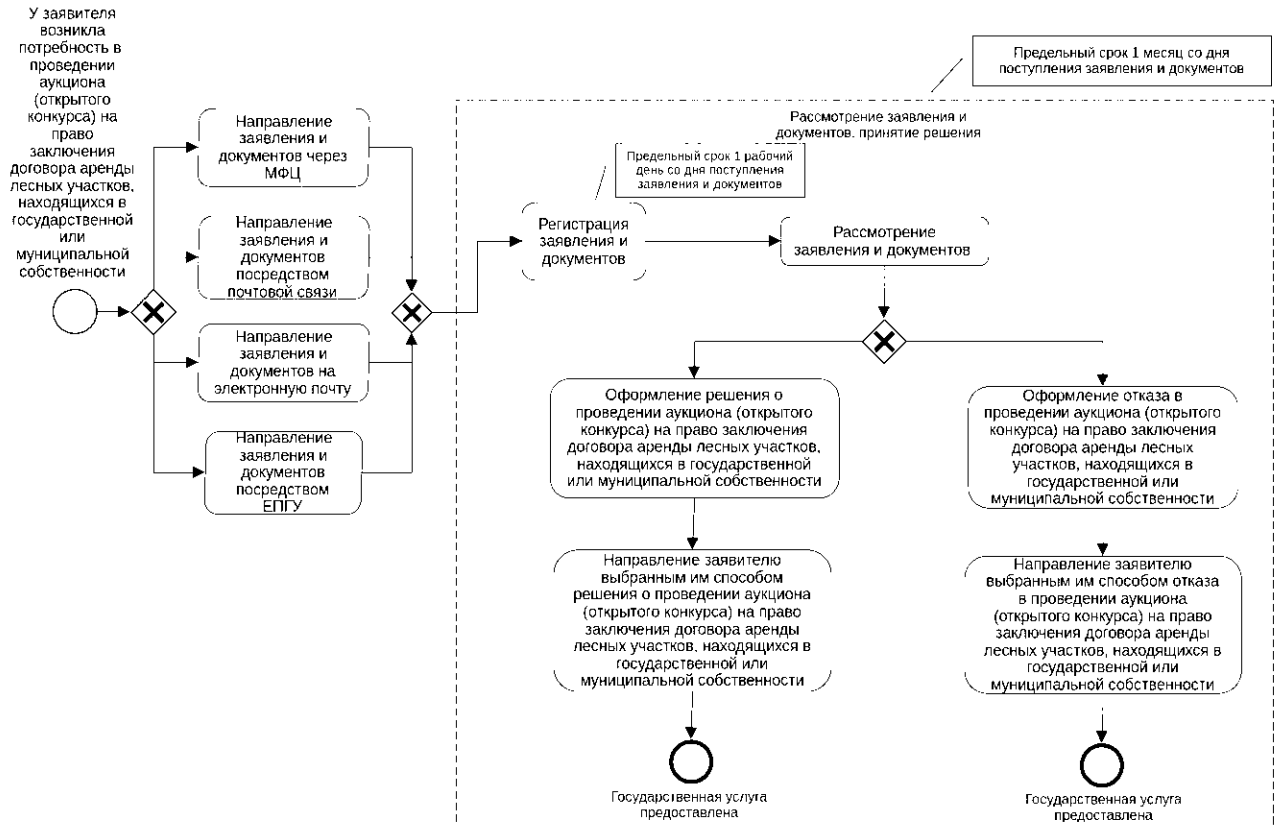 У заявителя
возникла
потребность в
проведении
аукциона
(открытого
конкурса) на
право
заключения
договора аренды
лесных участков,
находящихся в
государственной
или
муниципальной
собственности
Направление
заявления и
документов через
МФЦ
Направление
заявления и
документов
посредством
почтовой связи
Направление
заявления и
документов на
электронную почту
Направление
заявления и
документов
посредством
ЕПГУ
Предельный срок 1 месяц со дня
поступления заявления и документов
Рассмотрение заявления и
документов. принятие решения
Предельный срок 1 рабочий
день со дня поступления
заявления и документов
Регистрация
заявления и
документов
Рассмотрение
заявления и документов
Оформление решения о
проведении аукциона (открытого
конкурса) на право заключения
договора аренды лесных участков,
находящихся в государственной
или муниципальной собственности
Оформление отказа в
проведении аукциона (открытого
конкурса) на право заключения
договора аренды лесных
участков, находящихся в
государственной или
муниципальной собственности
Направление заявителю
выбранным им способом
решения о проведении аукциона
(открытого конкурса) на право
заключения договора аренды
лесных участков, находящихся в
государственной или
муниципальной собственности
Направление заявителю
выбранным им способом отказа
в проведении аукциона
(открытого конкурса) на право
заключения договора аренды
лесных участков, находящихся в
государственной или
муниципальной собственности
Государственная услуга
предоставлена
Государственная услуга
предоставлена